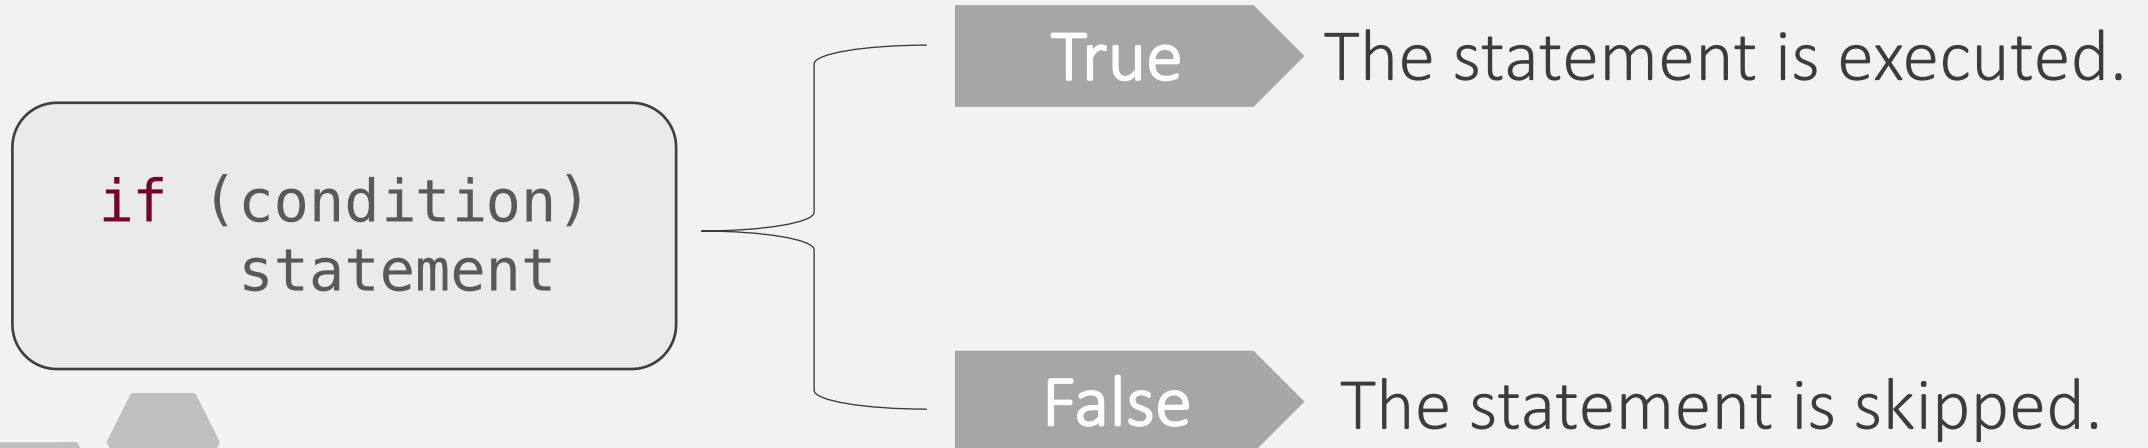 if (condition)
statement
True
The statement is executed.
False
The statement is skipped.